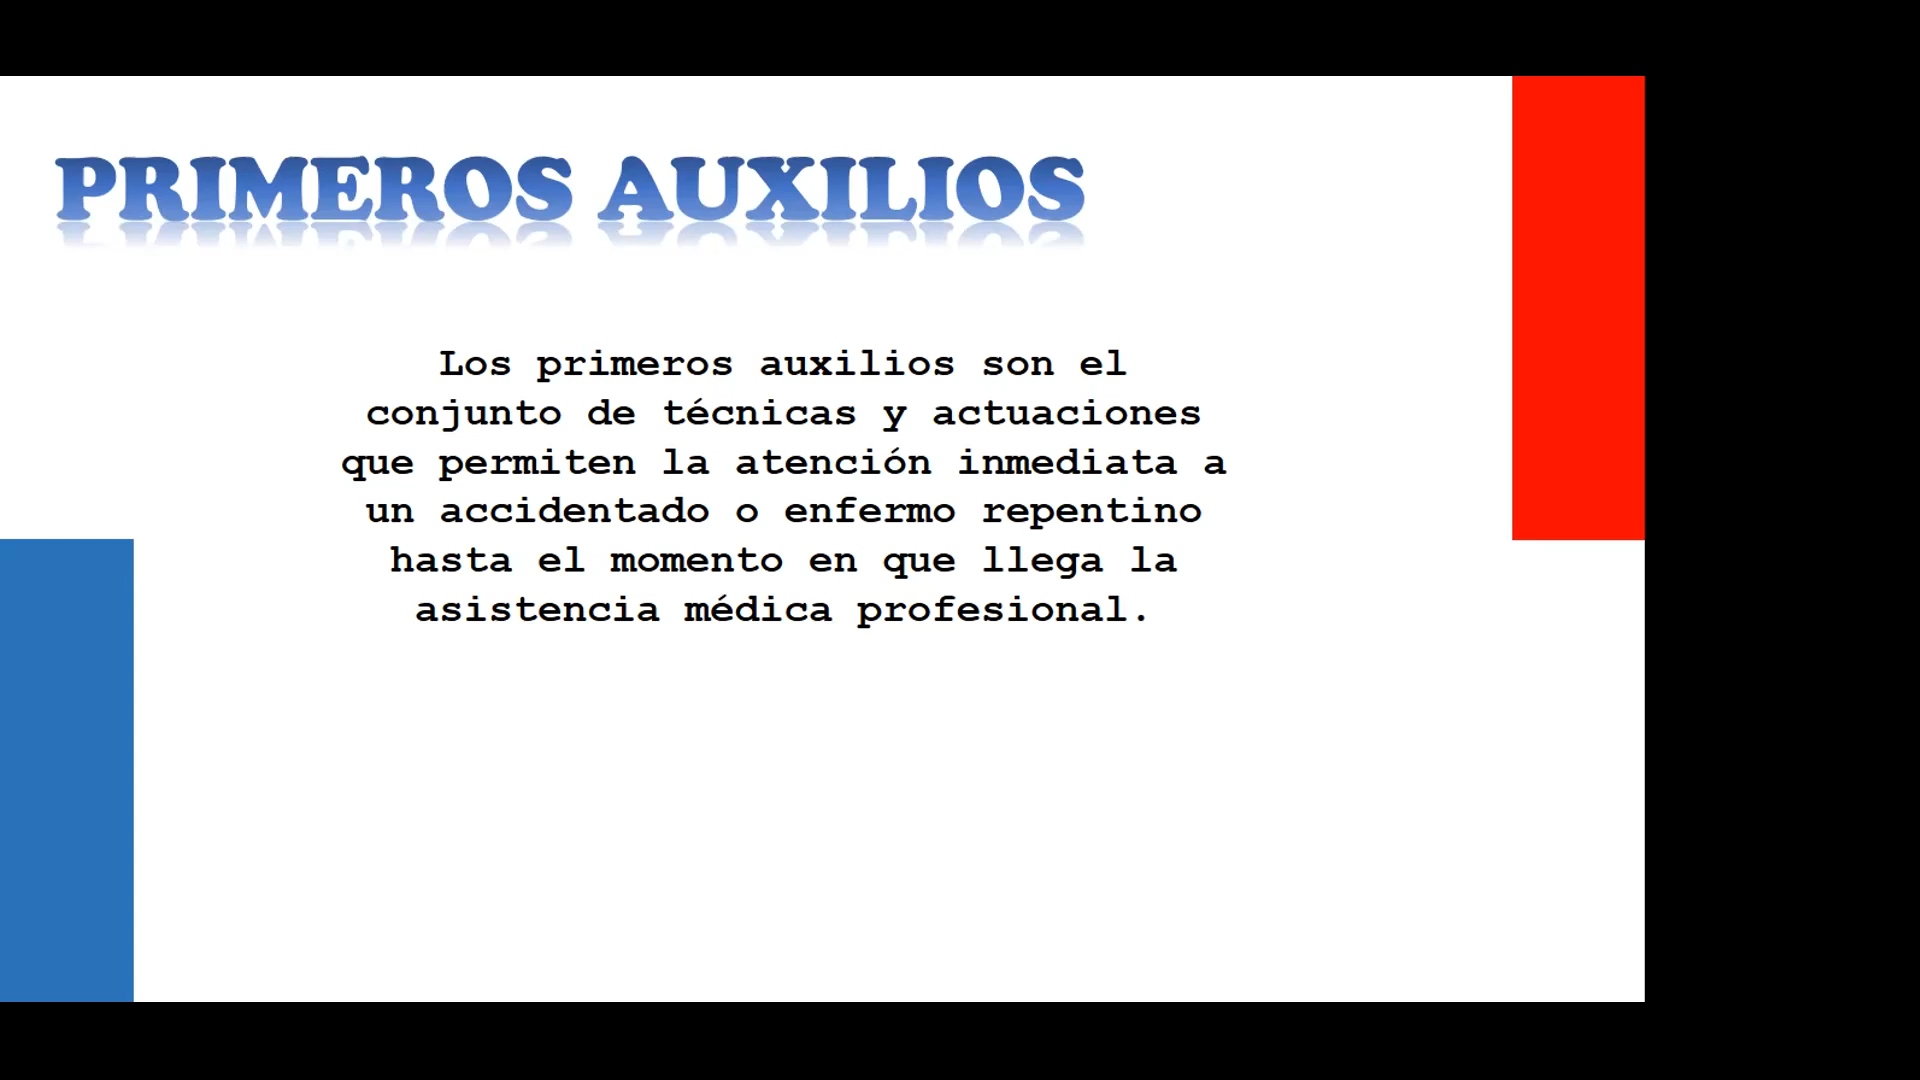 PRIMEROS AUXILIOS
Los primeros auxilios son el
conjunto de técnicas y actuaciones
que permiten la atención inmediata a
un accidentado o enfermo repentino
hasta el momento en que llega la
asistencia médica profesional.